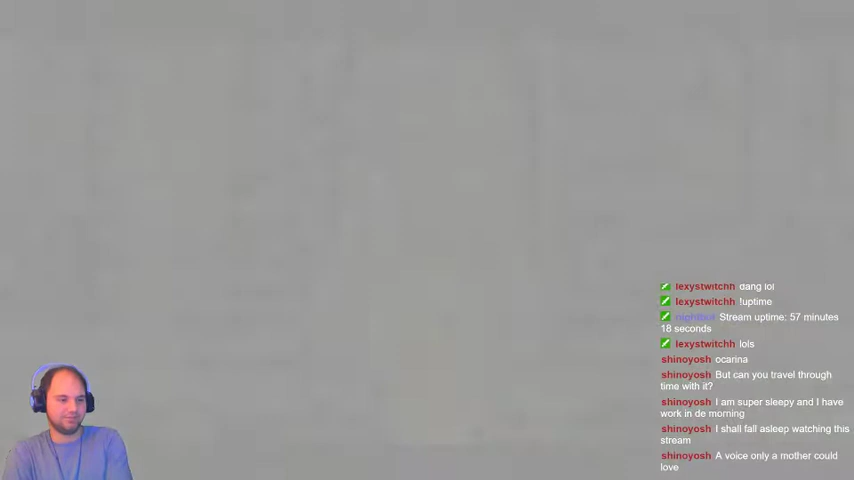 lexystwitchh dang lol
lexystwitchh !uptime
nightbot Stream uptime: 57 minutes
18 seconds
lexystwitchh lols
shinoyosh ocarina
shinoyosh But can you travel through
time with it?
shinoyosh I am super sleepy and I have
work in de morning
shinoyosh I shall fall asleep watching this
stream
shinoyosh A voice only a mother could
love